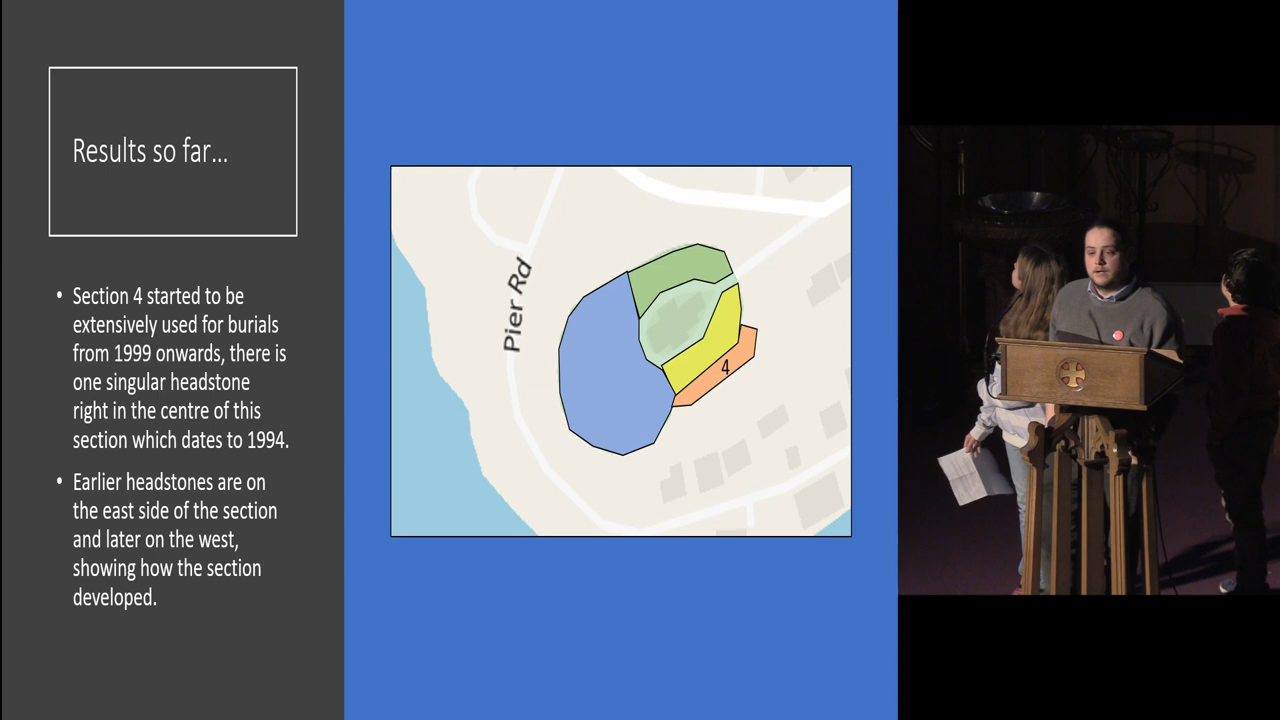 Results so far...
• Section 4 started to be
extensively used for burials
from 1999 onwards, there is
one singular headstone
right in the centre of this
section which dates to 1994.
• Earlier headstones are on
the east side of the section
and later on the west,
showing how the section
developed.
Pier Rd
4